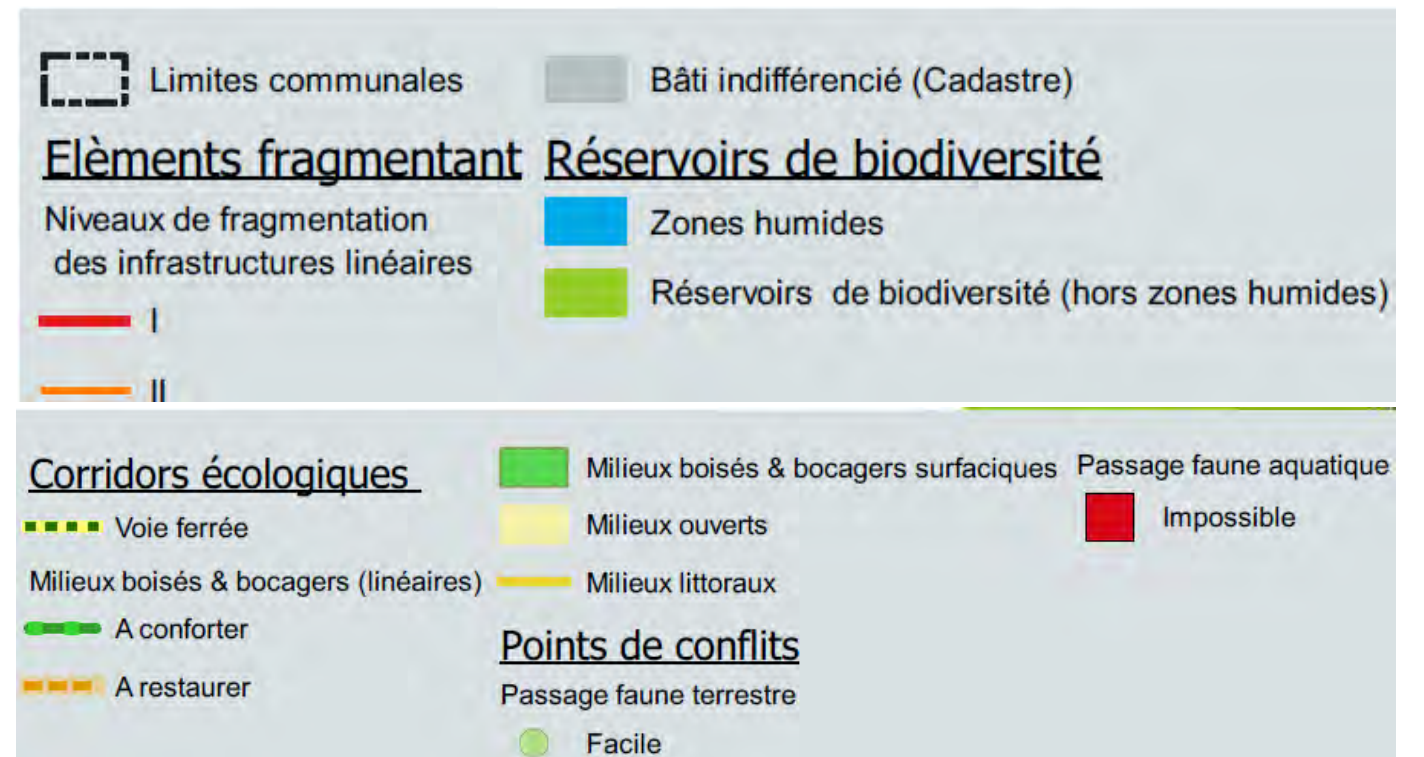 Limites communales
Bâti indifférencié (Cadastre)
Elèments fragmentant
Niveaux de fragmentation
des infrastructures linéaires
I
II
Réservoirs de biodiversité
Zones humides
Réservoirs de biodiversité (hors zones humides)
Corridors écologiques
Voie ferrée
Milieux boisés & bocagers (linéaires)
A conforter
A restaurer
Milieux boisés & bocagers surfaciques
Milieux ouverts
Milieux littoraux
Points de conflits
Passage faune terrestre
Facile
Passage faune aquatique
Impossible